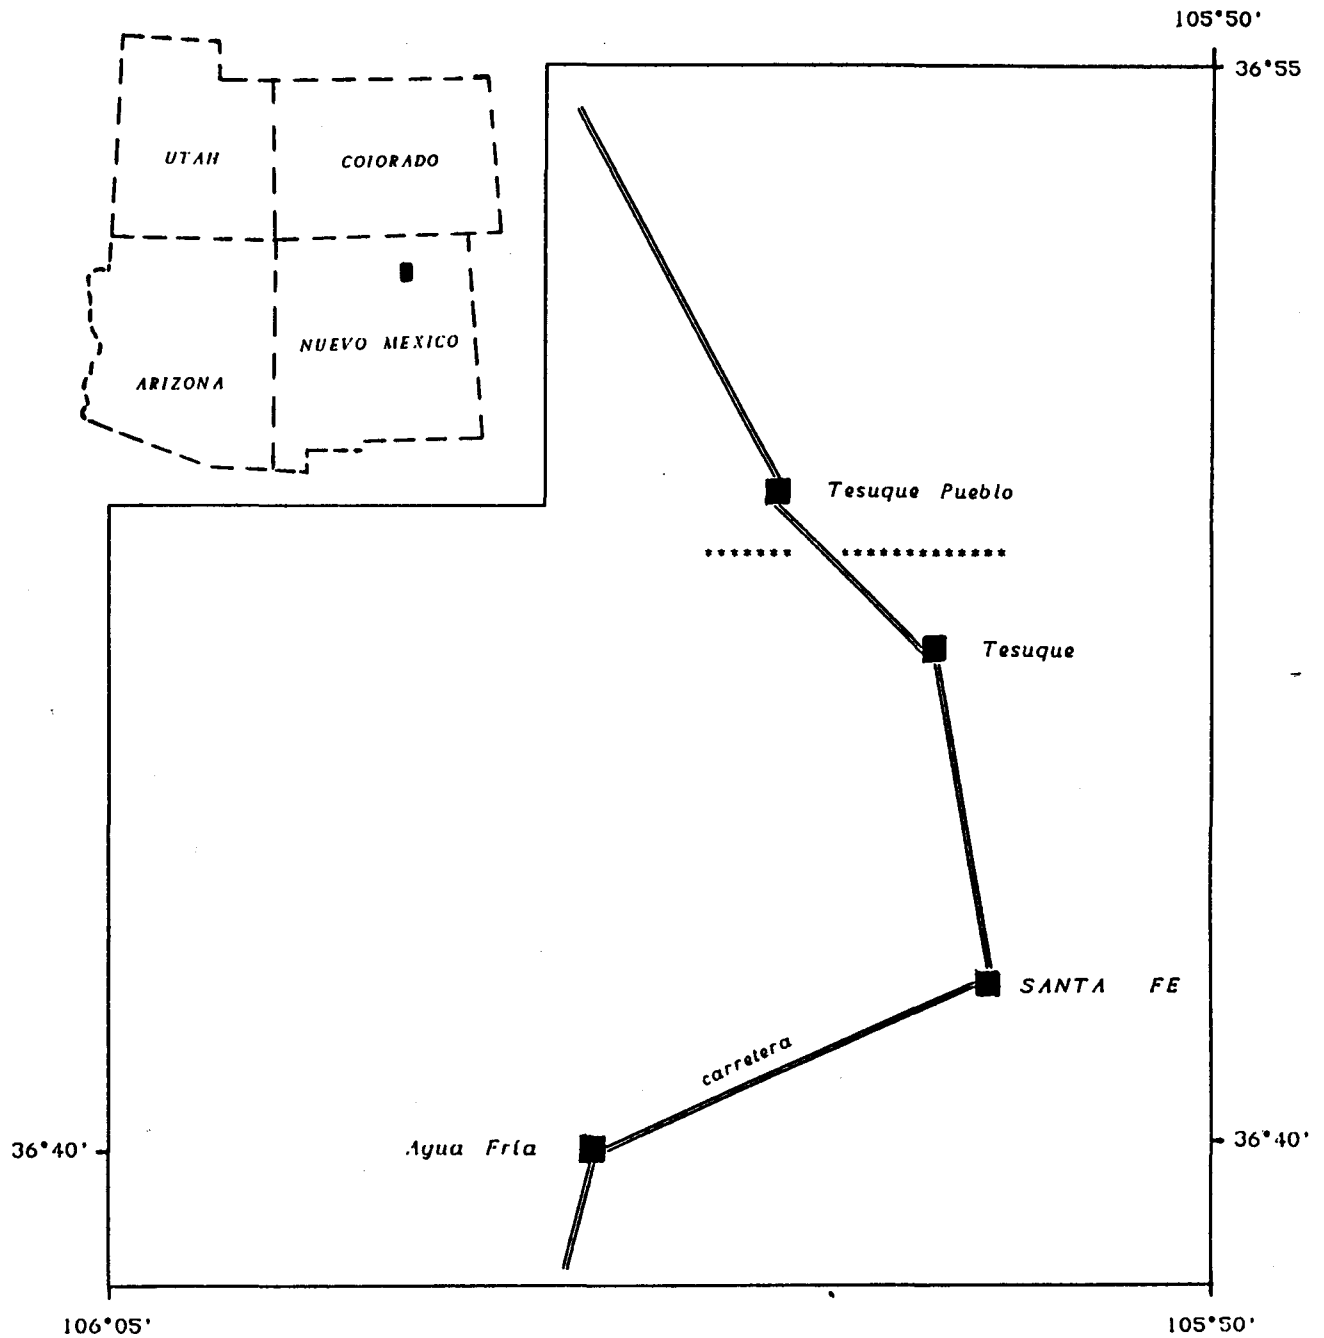 105°50'
36°55
UTAH
COlORADO
NUEVO MEXICO
ARIZONA
Tesuque Pueblo
Tesuque
SANTA FE
carretera
Agua Fría
36°40'
36°40'
106°05'
105°50'